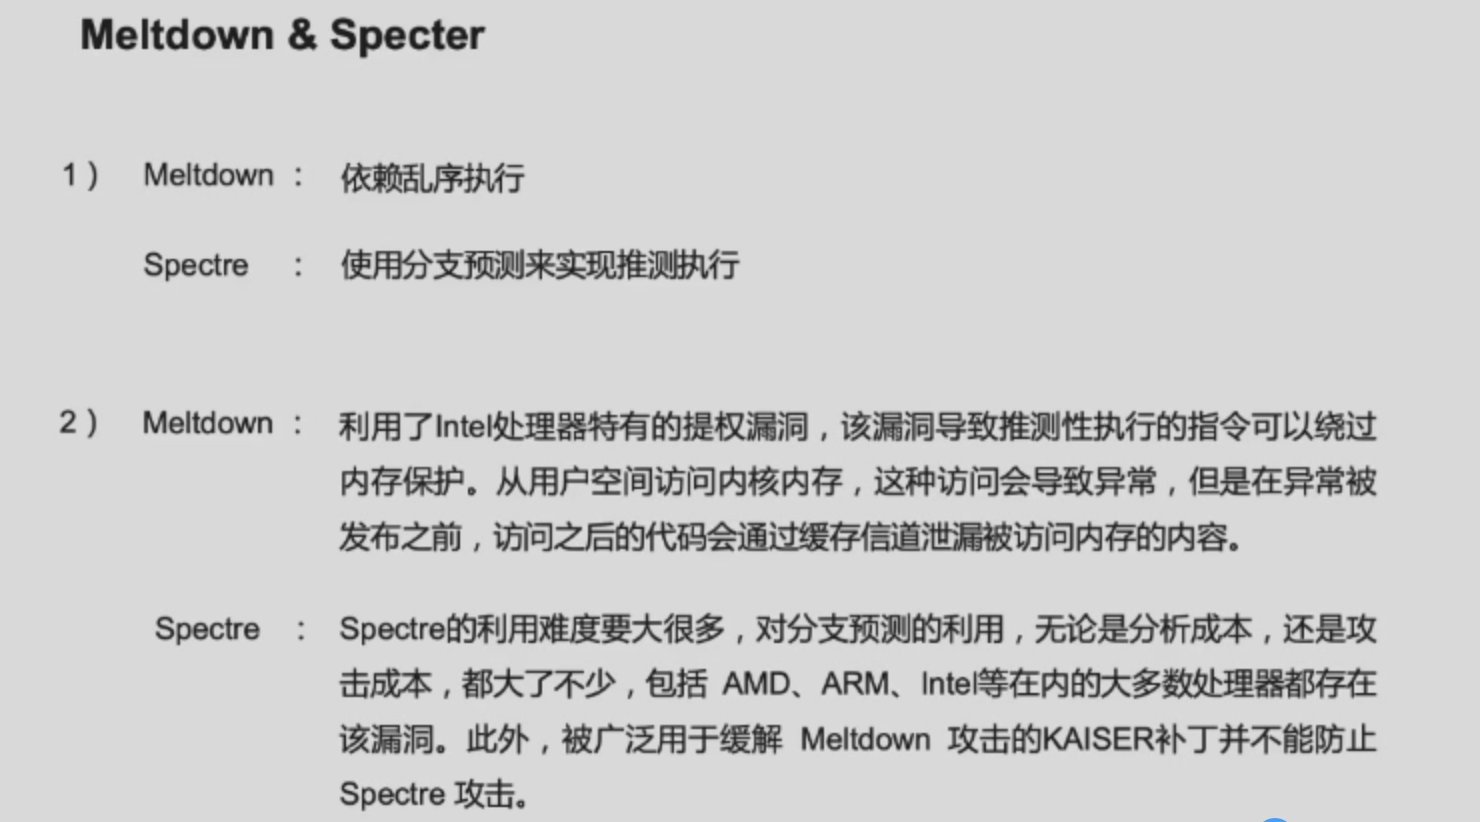 Meltdown & Specter
1) Meltdown : 依赖乱序执行
Spectre : 使用分支预测来实现推测执行
2) Meltdown : 利用了Intel处理器特有的提权漏洞，该漏洞导致推测性执行的指令可以绕过
内存保护。从用户空间访问内核内存，这种访问会导致异常，但是在异常被
发布之前，访问之后的代码会通过缓存信道泄漏被访问内存的内容。
Spectre : Spectre的利用难度要大很多，对分支预测的利用，无论是分析成本，还是攻
击成本，都大了不少，包括 AMD、ARM、Intel等在内的大多数处理器都存在
该漏洞。此外，被广泛用于缓解 Meltdown 攻击的KAISER补丁并不能防止
Spectre 攻击。